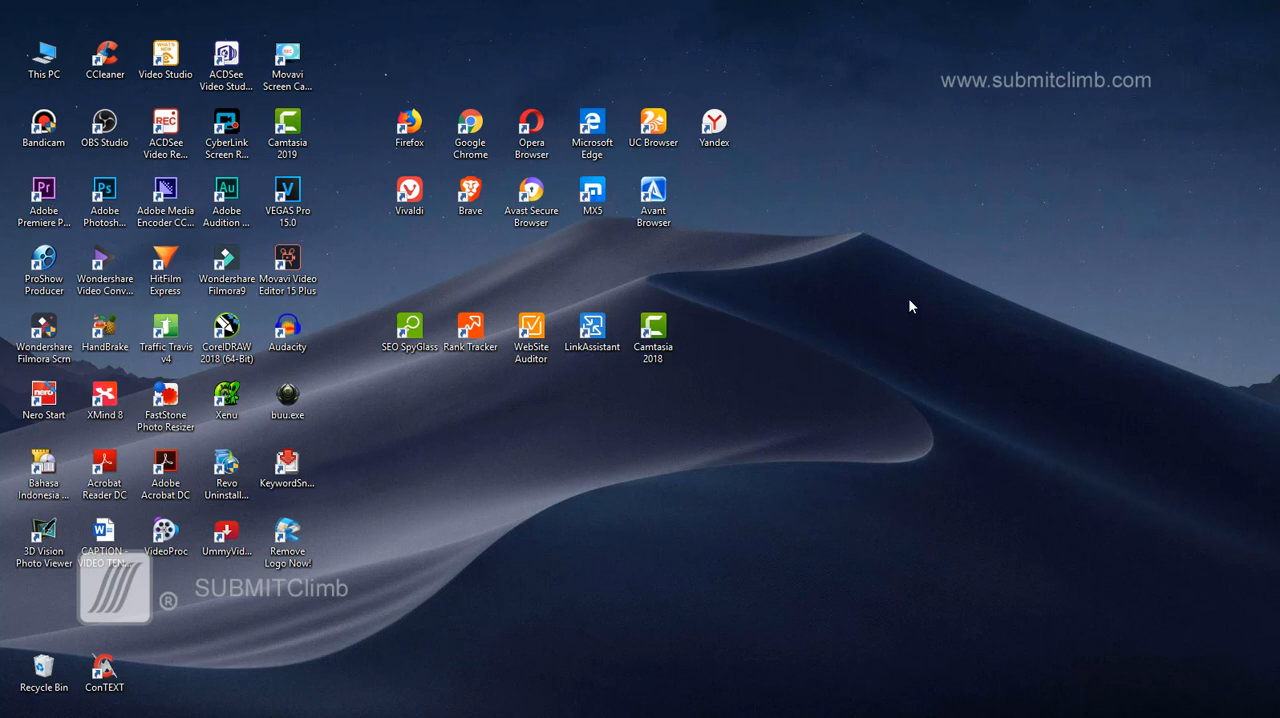 www.submitclimb.com
This PC
CCleaner
Video Studio
ACDSee
Video Stud...
Movavi
Screen Ca...
Bandicam
OBS Studio
REC
ACDSee
Video Re...
CyberLink
Screen R...
Camtasia
2019
Firefox
Google
Chrome
Opera
Browser
Microsoft
Edge
UC Browser
Yandex
Adobe
Premiere P...
Adobe
Photosh...
Adobe Media
Encoder CC...
Adobe
Audition ...
VEGAS Pro
15.0
Vivaldi
Brave
Avast Secure
Browser
MX5
Avant
Browser
ProShow
Producer
Wondershare
Video Conv...
HitFilm
Express
Wondershare
Filmora9
Movavi Video
Editor 15 Plus
Wondershare
Filmora Scrn
HandBrake
Traffic Travis
v4
CorelDRAW
2018 (64-Bit)
Audacity
SEO SpyGlass
Rank Tracker
WebSite
Auditor
LinkAssistant
Camtasia
2018
nero
Nero Start
XMind 8
FastStone
Photo Resizer
Xenu
buu.exe
Bahasa
Indonesia ...
Acrobat
Reader DC
Adobe
Acrobat DC
Revo
Uninstall...
KeywordSn...
3D Vision
Photo Viewer
CAPTION -
VIDEO TEN...
VideoProc
UmmyVid...
Remove
Logo Now!
® SUBMITClimb
Recycle Bin
ConTEXT